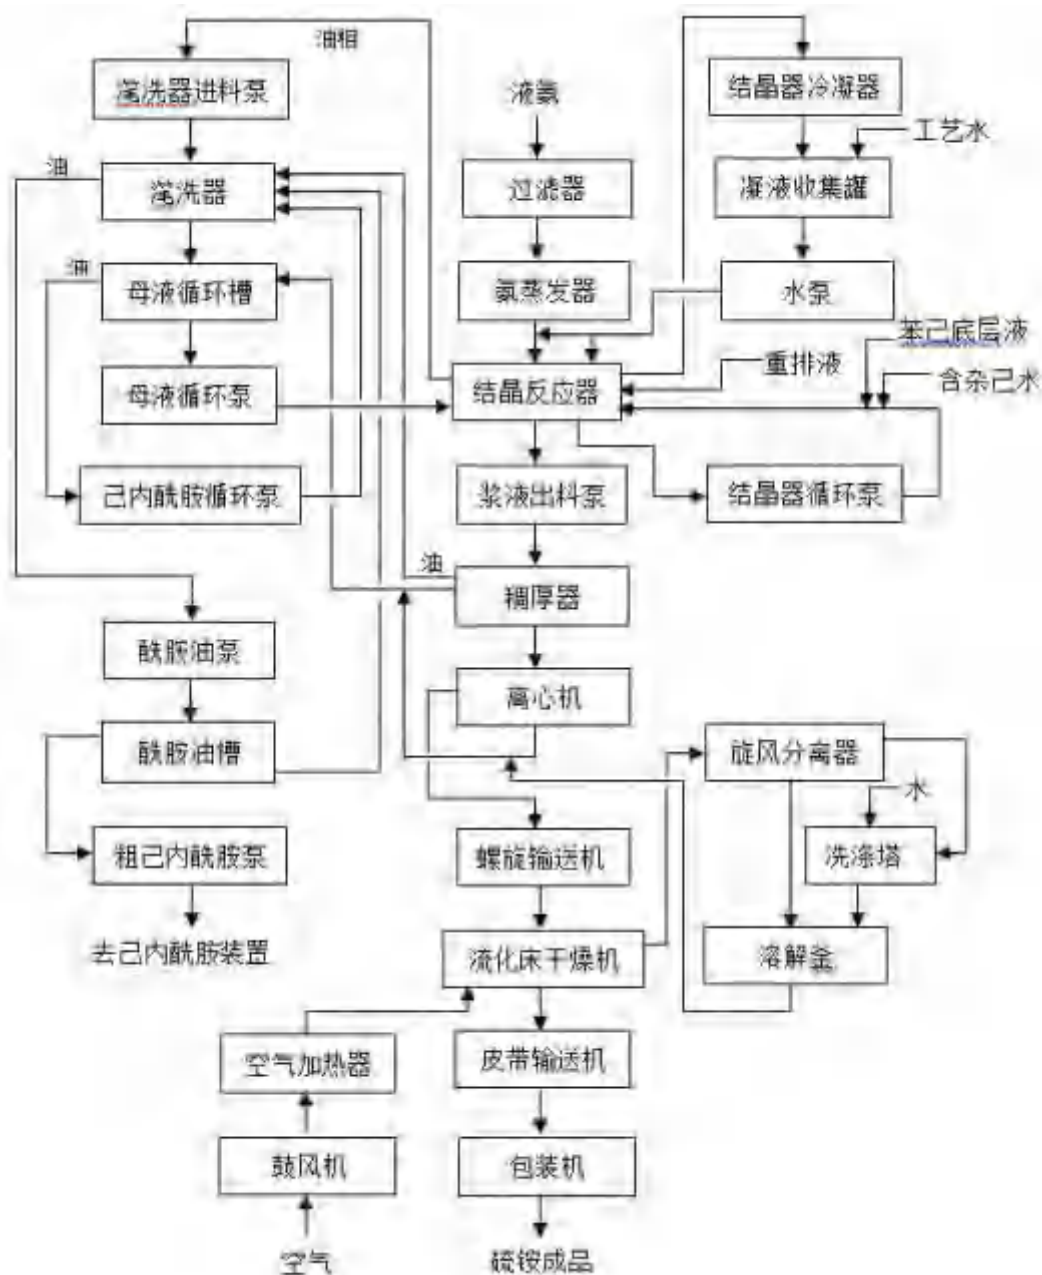 油相
滗洗器进料泵
液氨
结晶器冷凝器
工艺水
油
滗洗器
过滤器
凝液收集罐
油
母液循环槽
氨蒸发器
水泵
苯己底层液
重排液
含杂己水
母液循环泵
结晶反应器
己内酰胺循环泵
浆液出料泵
结晶器循环泵
油
稠厚器
酰胺油泵
离心机
酰胺油槽
旋风分离器
水
粗己内酰胺泵
螺旋输送机
洗涤塔
去己内酰胺装置
流化床干燥机
溶解釜
空气加热器
皮带输送机
鼓风机
包装机
空气
硫铵成品